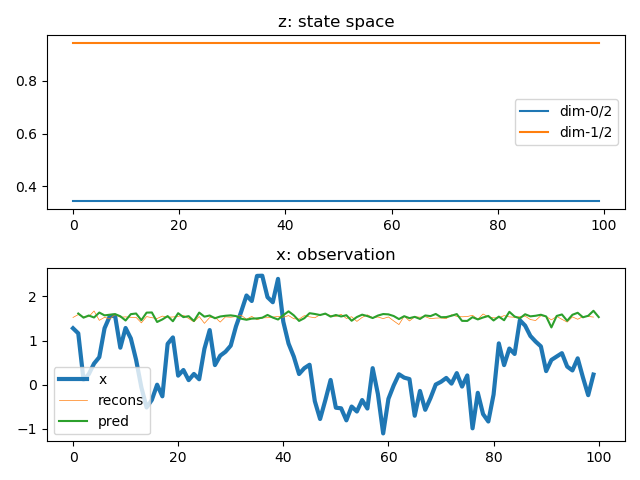 z: state space
0.8
0.6
0.4
dim-0/2
dim-1/2
0 20 40 60 80 100
x: observation
2
1
0
−1
x
recons
pred
0 20 40 60 80 100